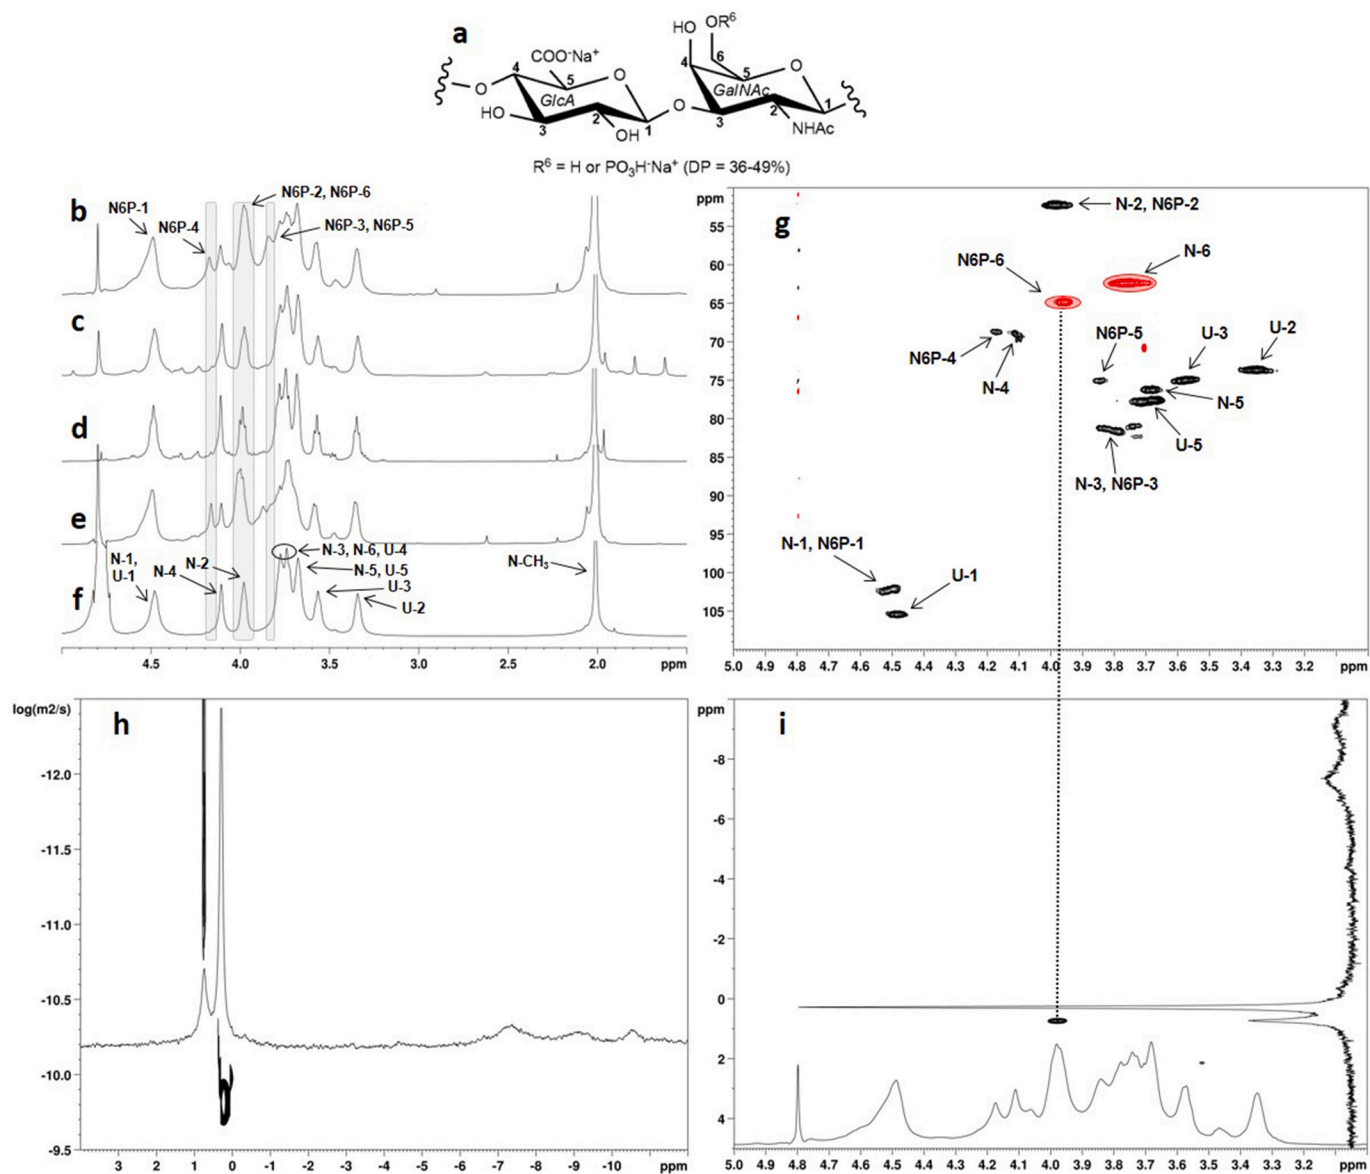 a
OR⁶
HO
6
4
5
O
GalNAc
1
2
3
NHAc
COO⁻Na⁺
4
5
O
O
GlcA
HO
3
2
OH
1
O
R⁶ = H or PO₃H⁻Na⁺ (DP = 36-49%)
b
N6P-1
N6P-4
N6P-2, N6P-6
N6P-3, N6P-5
c
d
e
f
N-1,
U-1
N-4
N-2
N-3, N-6, U-4
N-5, U-5
U-3
U-2
N-CH₃
4.5 4.0 3.5 3.0 2.5 2.0 ppm
ppm
g
50
55
60
65
70
75
80
85
90
95
100
105
N-2, N6P-2
N-6
N6P-6
N6P-4
N-4
N6P-5
U-3
U-2
N-5
U-5
N-3, N6P-3
N-1, N6P-1
U-1
5.0 4.9 4.8 4.7 4.6 4.5 4.4 4.3 4.2 4.1 4.0 3.9 3.8 3.7 3.6 3.5 3.4 3.3 3.2 ppm
log(m2/s)
h
-12.0
-11.5
-11.0
-10.5
-10.0
-9.5
3 2 1 0 -1 -2 -3 -4 -5 -6 -7 -8 -9 -10 ppm
ppm
i
-8
-6
-4
-2
0
2
4
5.0 4.9 4.8 4.7 4.6 4.5 4.4 4.3 4.2 4.1 4.0 3.9 3.8 3.7 3.6 3.5 3.4 3.3 3.2 ppm